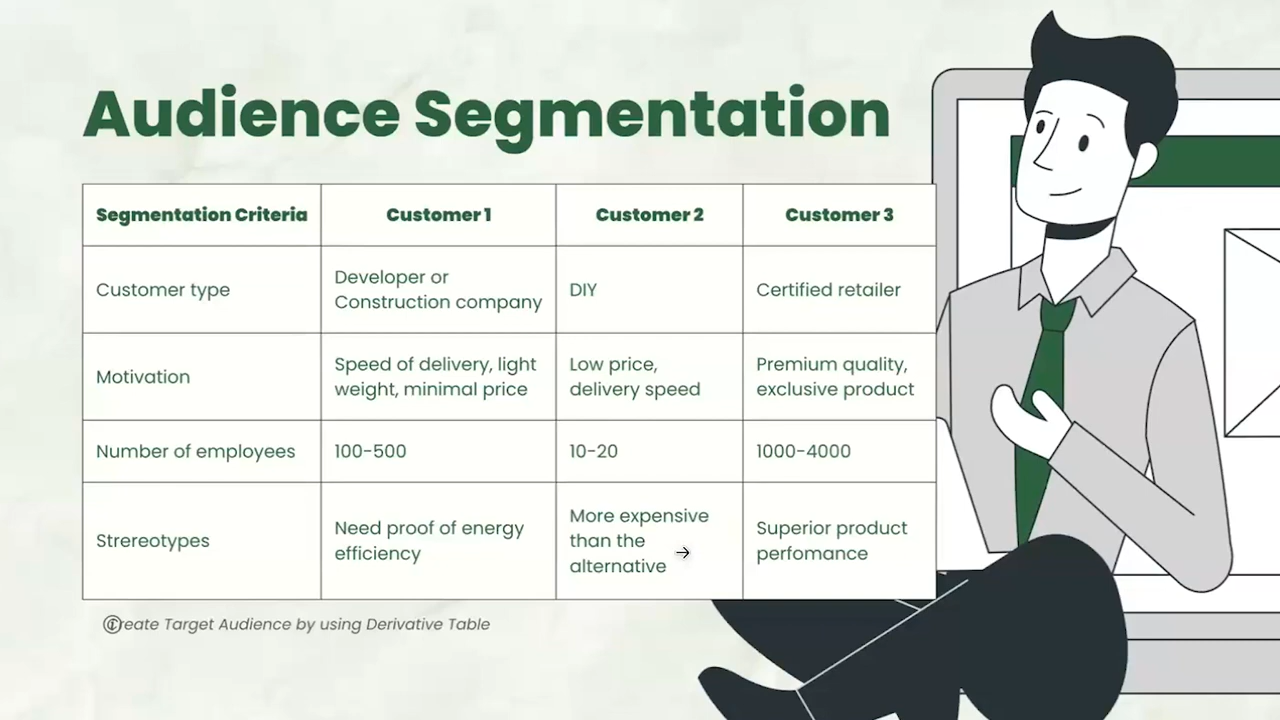 Audience Segmentation
Segmentation Criteria
Customer 1
Customer 2
Customer 3
Customer type
Developer or
Construction company
DIY
Certified retailer
Motivation
Speed of delivery, light
weight, minimal price
Low price,
delivery speed
Premium quality,
exclusive product
Number of employees
100-500
10-20
1000-4000
Strereotypes
Need proof of energy
efficiency
More expensive
than the
alternative
Superior product
perfomance
Create Target Audience by using Derivative Table